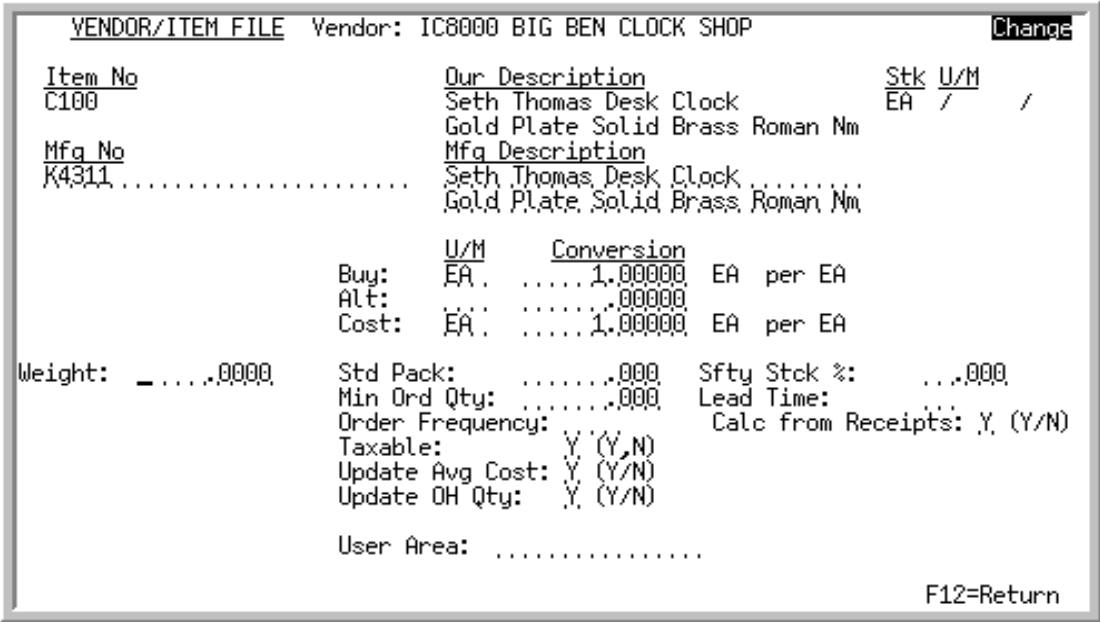 VENDOR/ITEM FILE Vendor: IC8000 BIG BEN CLOCK SHOP Change
Item No Our Description Stk U/M
C100 Seth Thomas Desk Clock EA / /
Gold Plate Solid Brass Roman Nm
Mfg No Mfg Description
K4311 Seth Thomas Desk Clock
Gold Plate Solid Brass Roman Nm
U/M Conversion
Buy: EA 1.00000 EA per EA
Alt: .00000
Cost: EA 1.00000 EA per EA
Weight: .0000 Std Pack: .000 Sfty Stck %: .000
Min Ord Qty: .000 Lead Time:
Order Frequency: Calc from Receipts: Y (Y/N)
Taxable: Y (Y,N)
Update Avg Cost: Y (Y/N)
Update OH Qty: Y (Y/N)
User Area:
F12=Return